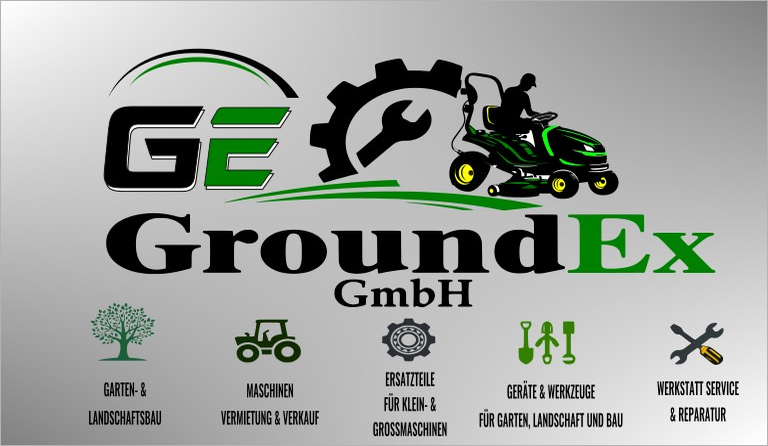 GE
GroundEx
GmbH
GARTEN- &
LANDSCHAFTSBAU
MASCHINEN
VERMIETUNG & VERKAUF
ERSATZTEILE
FÜR KLEIN- &
GROSSMASCHINEN
GERÄTE & WERKZEUGE
FÜR GARTEN, LANDSCHAFT UND BAU
WERKSTATT SERVICE
& REPARATUR